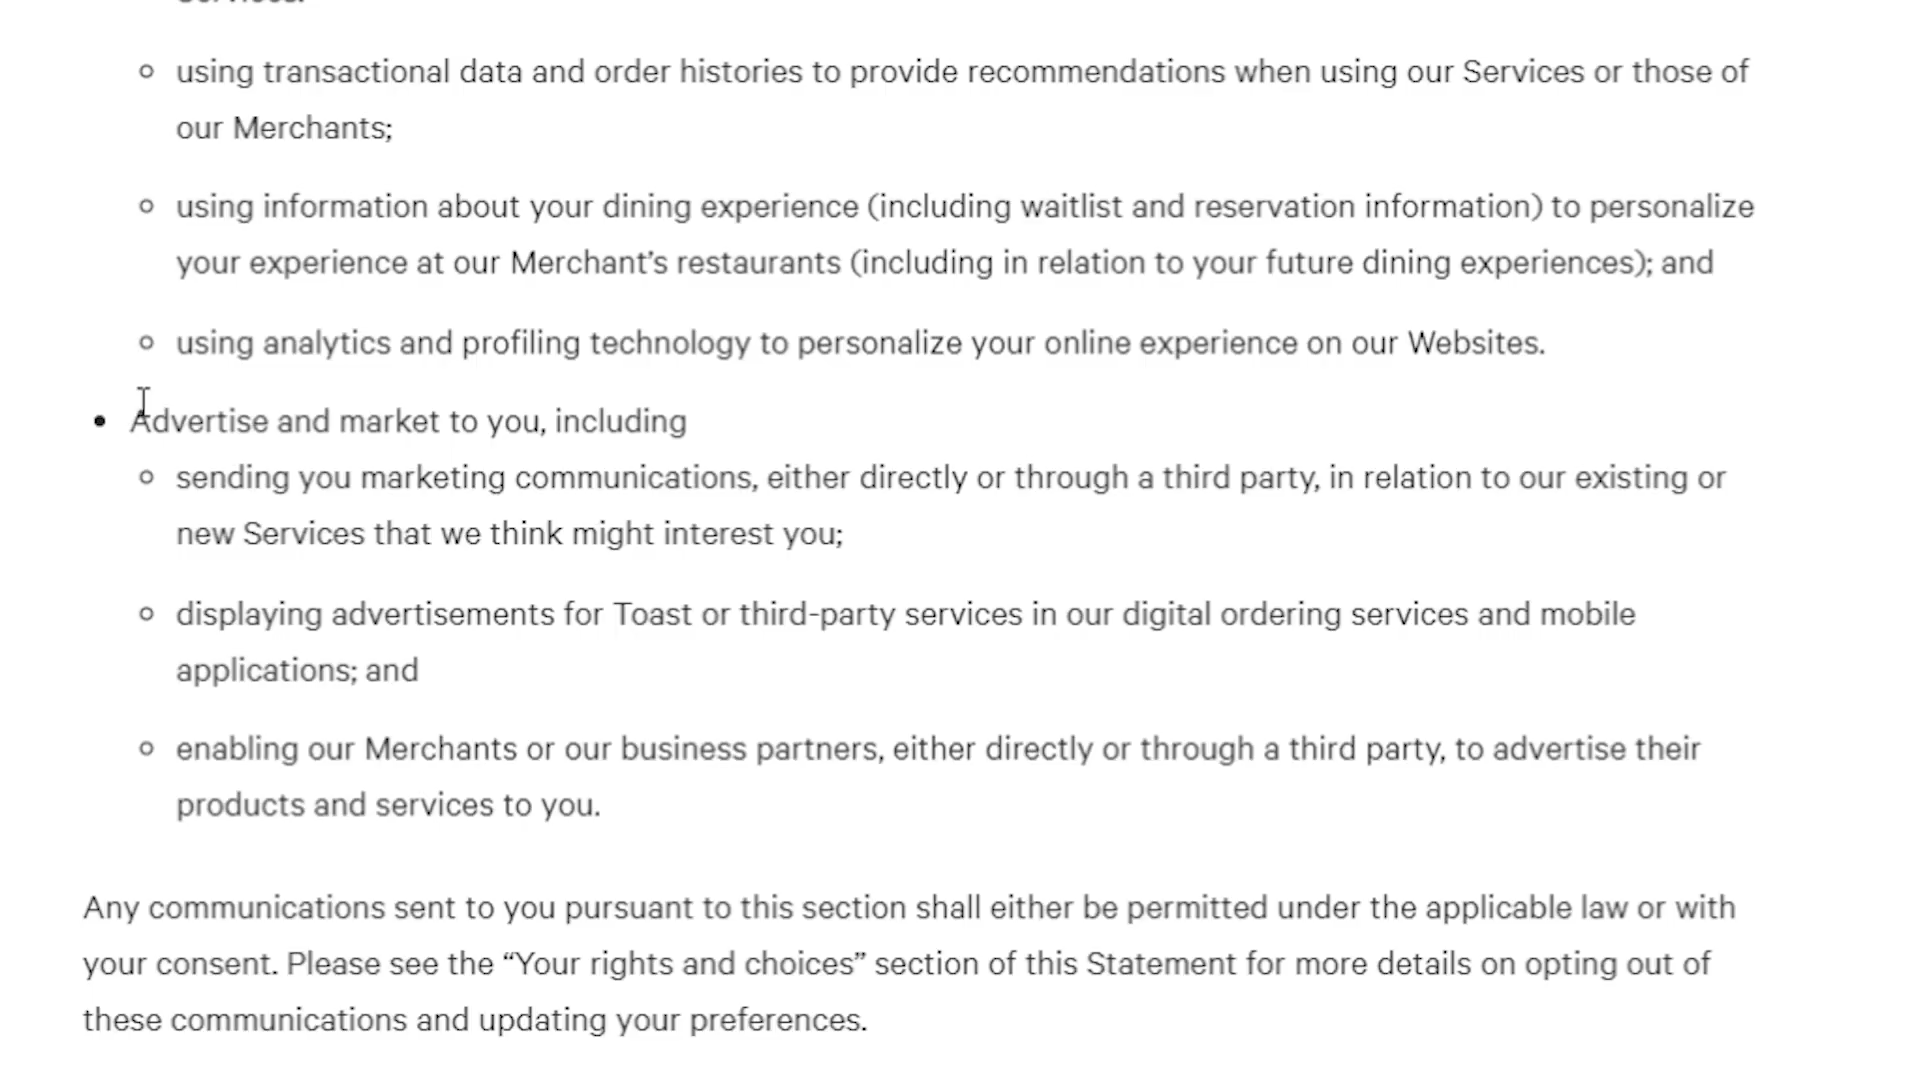 using transactional data and order histories to provide recommendations when using our Services or those of
our Merchants;
using information about your dining experience (including waitlist and reservation information) to personalize
your experience at our Merchant’s restaurants (including in relation to your future dining experiences); and
using analytics and profiling technology to personalize your online experience on our Websites.
Advertise and market to you, including
sending you marketing communications, either directly or through a third party, in relation to our existing or
new Services that we think might interest you;
displaying advertisements for Toast or third-party services in our digital ordering services and mobile
applications; and
enabling our Merchants or our business partners, either directly or through a third party, to advertise their
products and services to you.
Any communications sent to you pursuant to this section shall either be permitted under the applicable law or with
your consent. Please see the “Your rights and choices” section of this Statement for more details on opting out of
these communications and updating your preferences.